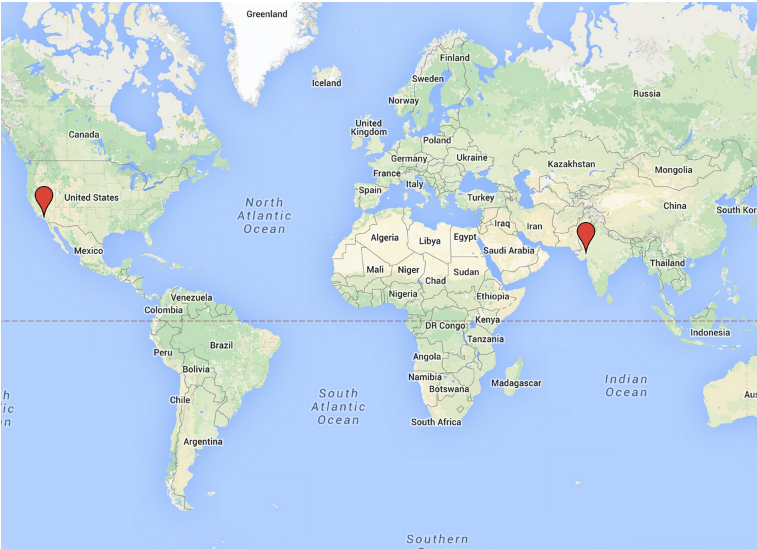 Greenland
Iceland
Finland
Sweden
Norway
Russia
United
Kingdom
Canada
Poland
Germany
Ukraine
Kazakhstan
France
Mongolia
Italy
Spain
United States
Turkey
China
North
Atlantic
Ocean
South Kor
Iraq
Iran
Algeria
Libya
Egypt
Saudi Arabia
Mexico
Thailand
Mali
Niger
Sudan
Chad
Nigeria
Ethiopia
Venezuela
Colombia
Kenya
DR Congo
Indonesia
Tanzania
Brazil
Peru
Angola
Bolivia
Namibia
Botswana
Madagascar
Indian
Ocean
South
Atlantic
Ocean
h
ic
n
Aus
Chile
South Africa
Argentina
Southern